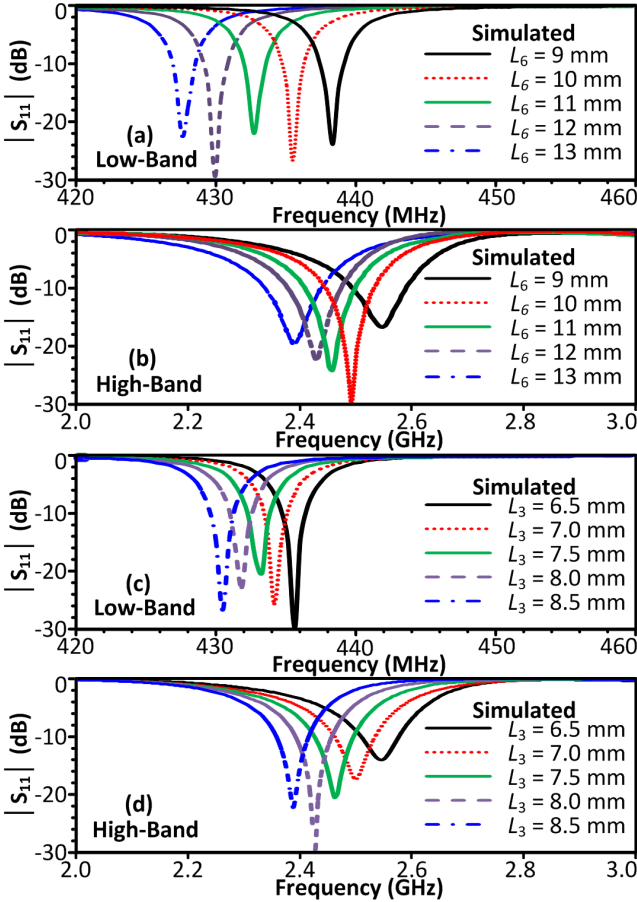 0
-10
-20
-30
| S11 | (dB)
(a)
Low-Band
Simulated
L6 = 9 mm
L6 = 10 mm
L6 = 11 mm
L6 = 12 mm
L6 = 13 mm
420 430 440 450 460
Frequency (MHz)
0
-10
-20
-30
| S11 | (dB)
(b)
High-Band
Simulated
L6 = 9 mm
L6 = 10 mm
L6 = 11 mm
L6 = 12 mm
L6 = 13 mm
2.0 2.2 2.4 2.6 2.8 3.0
Frequency (GHz)
0
-10
-20
-30
| S11 | (dB)
(c)
Low-Band
Simulated
L3 = 6.5 mm
L3 = 7.0 mm
L3 = 7.5 mm
L3 = 8.0 mm
L3 = 8.5 mm
420 430 440 450 460
Frequency (MHz)
0
-10
-20
-30
| S11 | (dB)
(d)
High-Band
Simulated
L3 = 6.5 mm
L3 = 7.0 mm
L3 = 7.5 mm
L3 = 8.0 mm
L3 = 8.5 mm
2.0 2.2 2.4 2.6 2.8 3.0
Frequency (GHz)